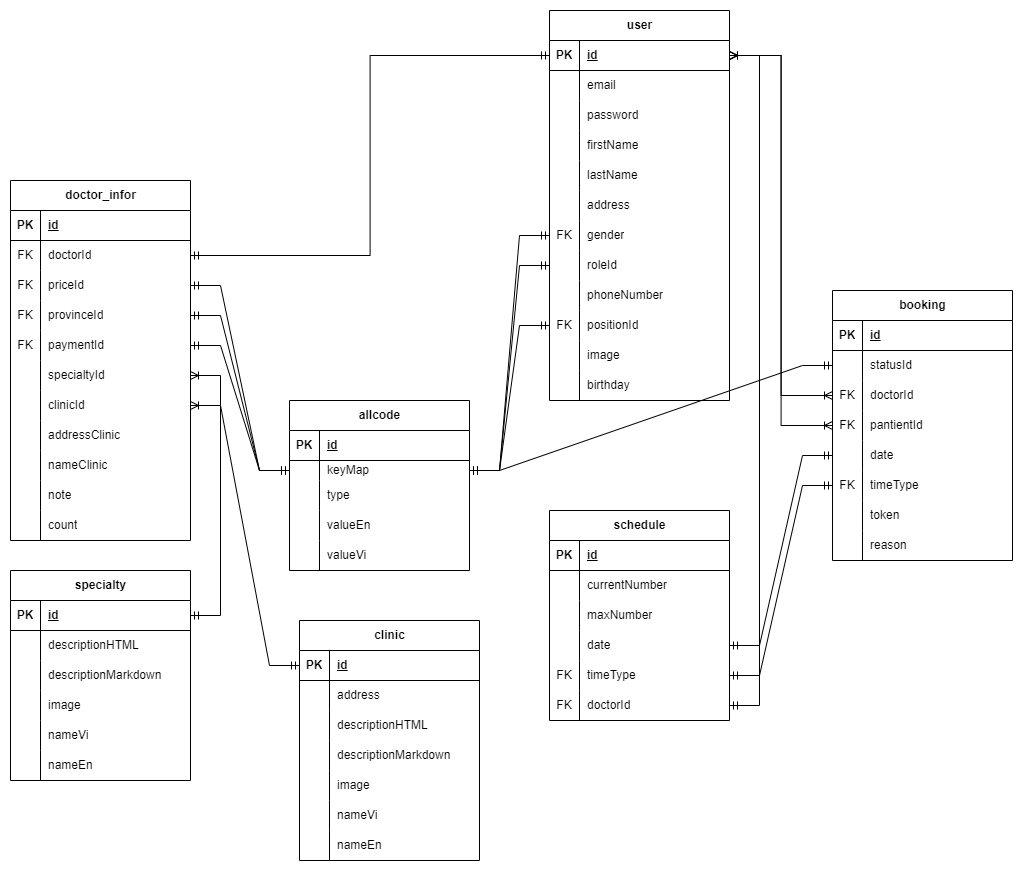 user
PK id
email
password
firstName
lastName
address
FK gender
roleId
phoneNumber
FK positionId
image
birthday
doctor_infor
PK id
FK doctorId
FK priceId
FK provinceId
FK paymentId
specialtyId
clinicId
addressClinic
nameClinic
note
count
booking
PK id
statusId
FK doctorId
FK pantientId
date
FK timeType
token
reason
allcode
PK id
keyMap
type
valueEn
valueVi
schedule
PK id
currentNumber
maxNumber
date
FK timeType
FK doctorId
specialty
PK id
descriptionHTML
descriptionMarkdown
image
nameVi
nameEn
clinic
PK id
address
descriptionHTML
descriptionMarkdown
image
nameVi
nameEn